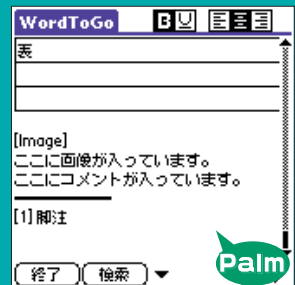 WordToGo B U
表
[Image]
ここに画像が入っています。
ここにコメントが入っています。
[1] 脚注
終了 検索
Palm